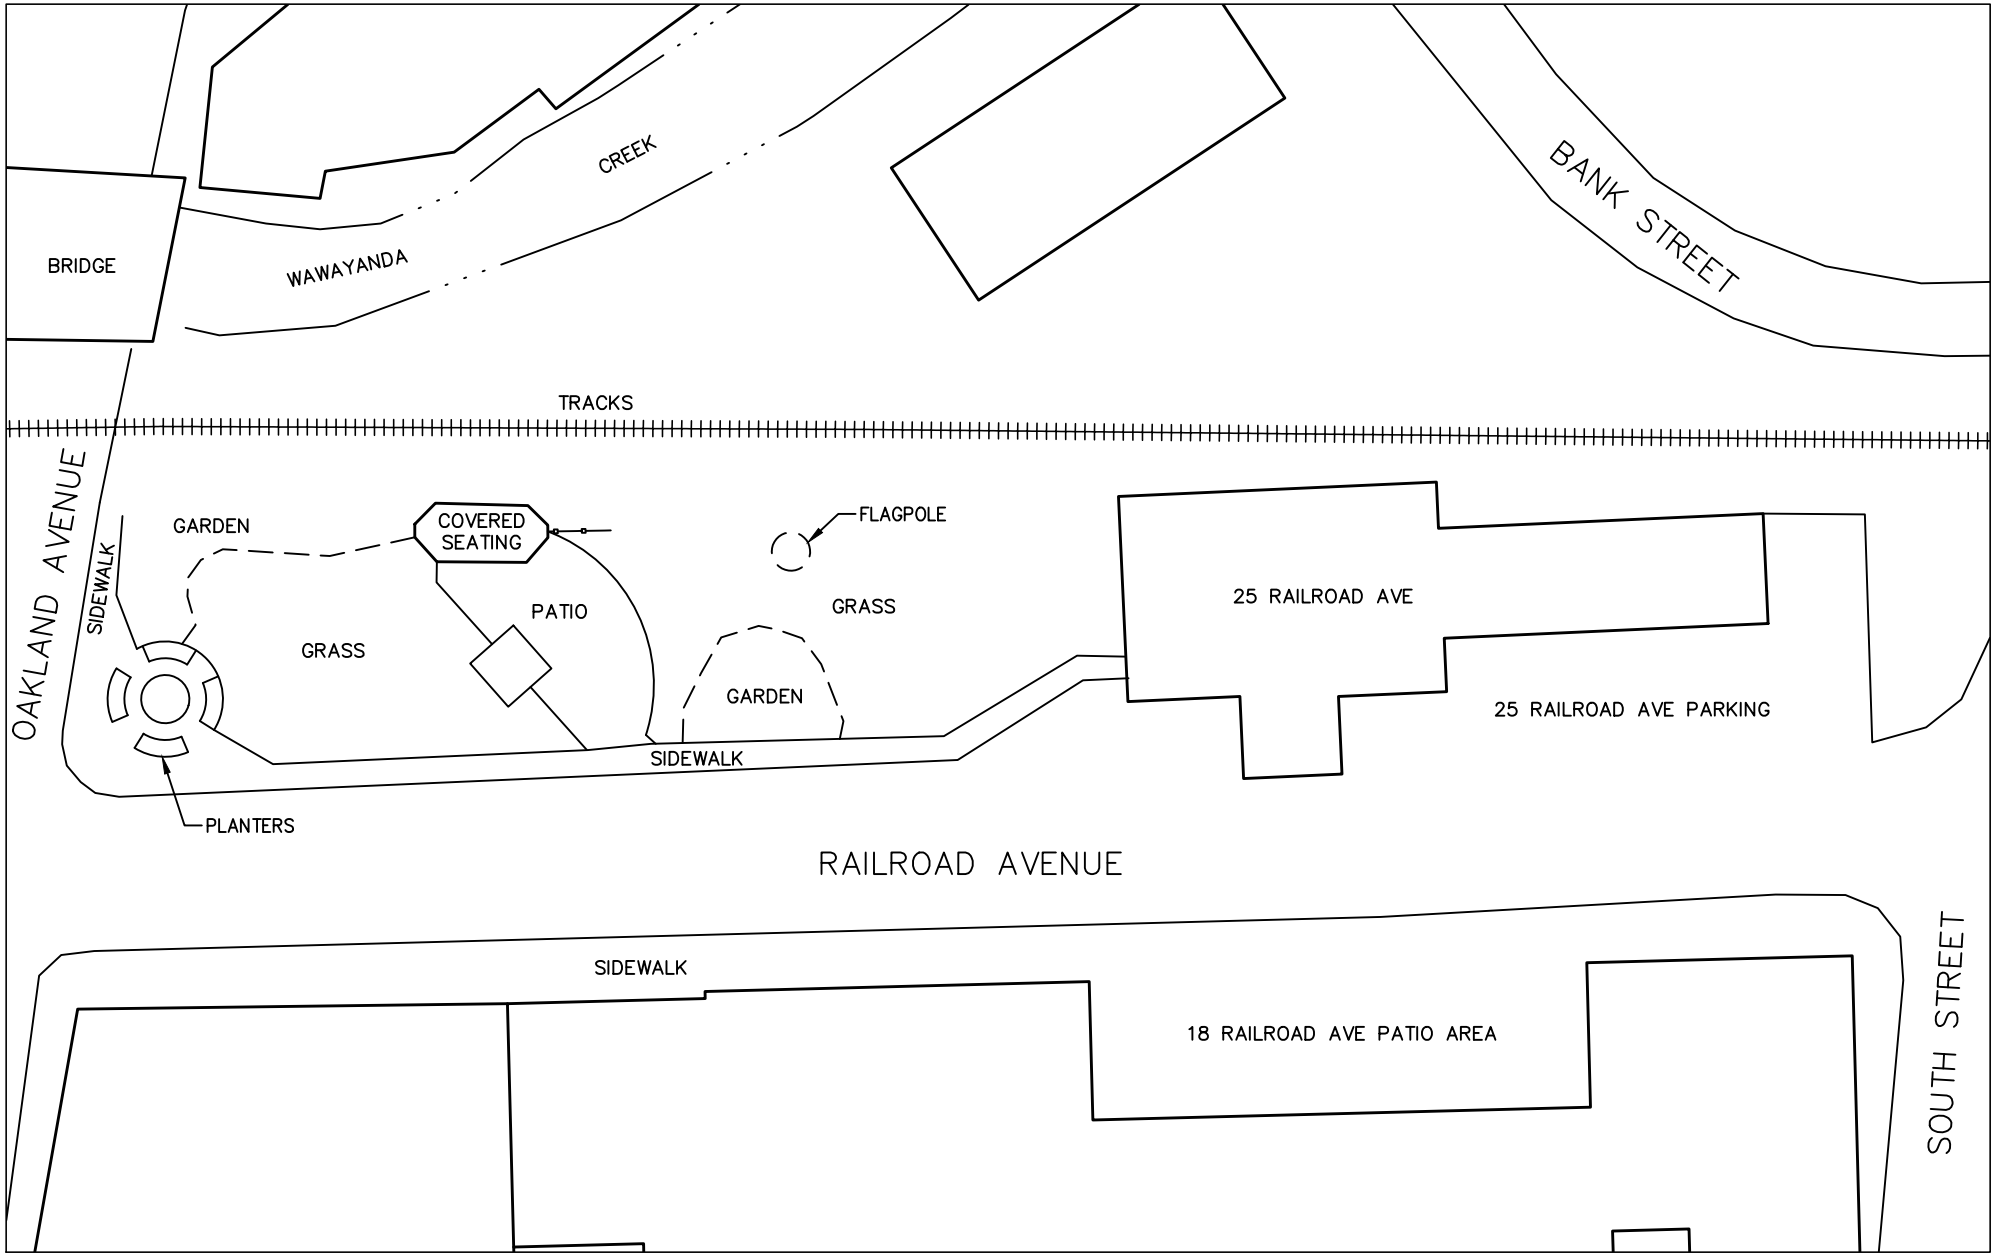 CREEK
BANK STREET
BRIDGE
WAWAYANDA
TRACKS
OAKLAND AVENUE
SIDEWALK
GARDEN
COVERED
SEATING
FLAGPOLE
PATIO
GRASS
GRASS
GARDEN
25 RAILROAD AVE
25 RAILROAD AVE PARKING
SIDEWALK
PLANTERS
RAILROAD AVENUE
SIDEWALK
18 RAILROAD AVE PATIO AREA
SOUTH STREET